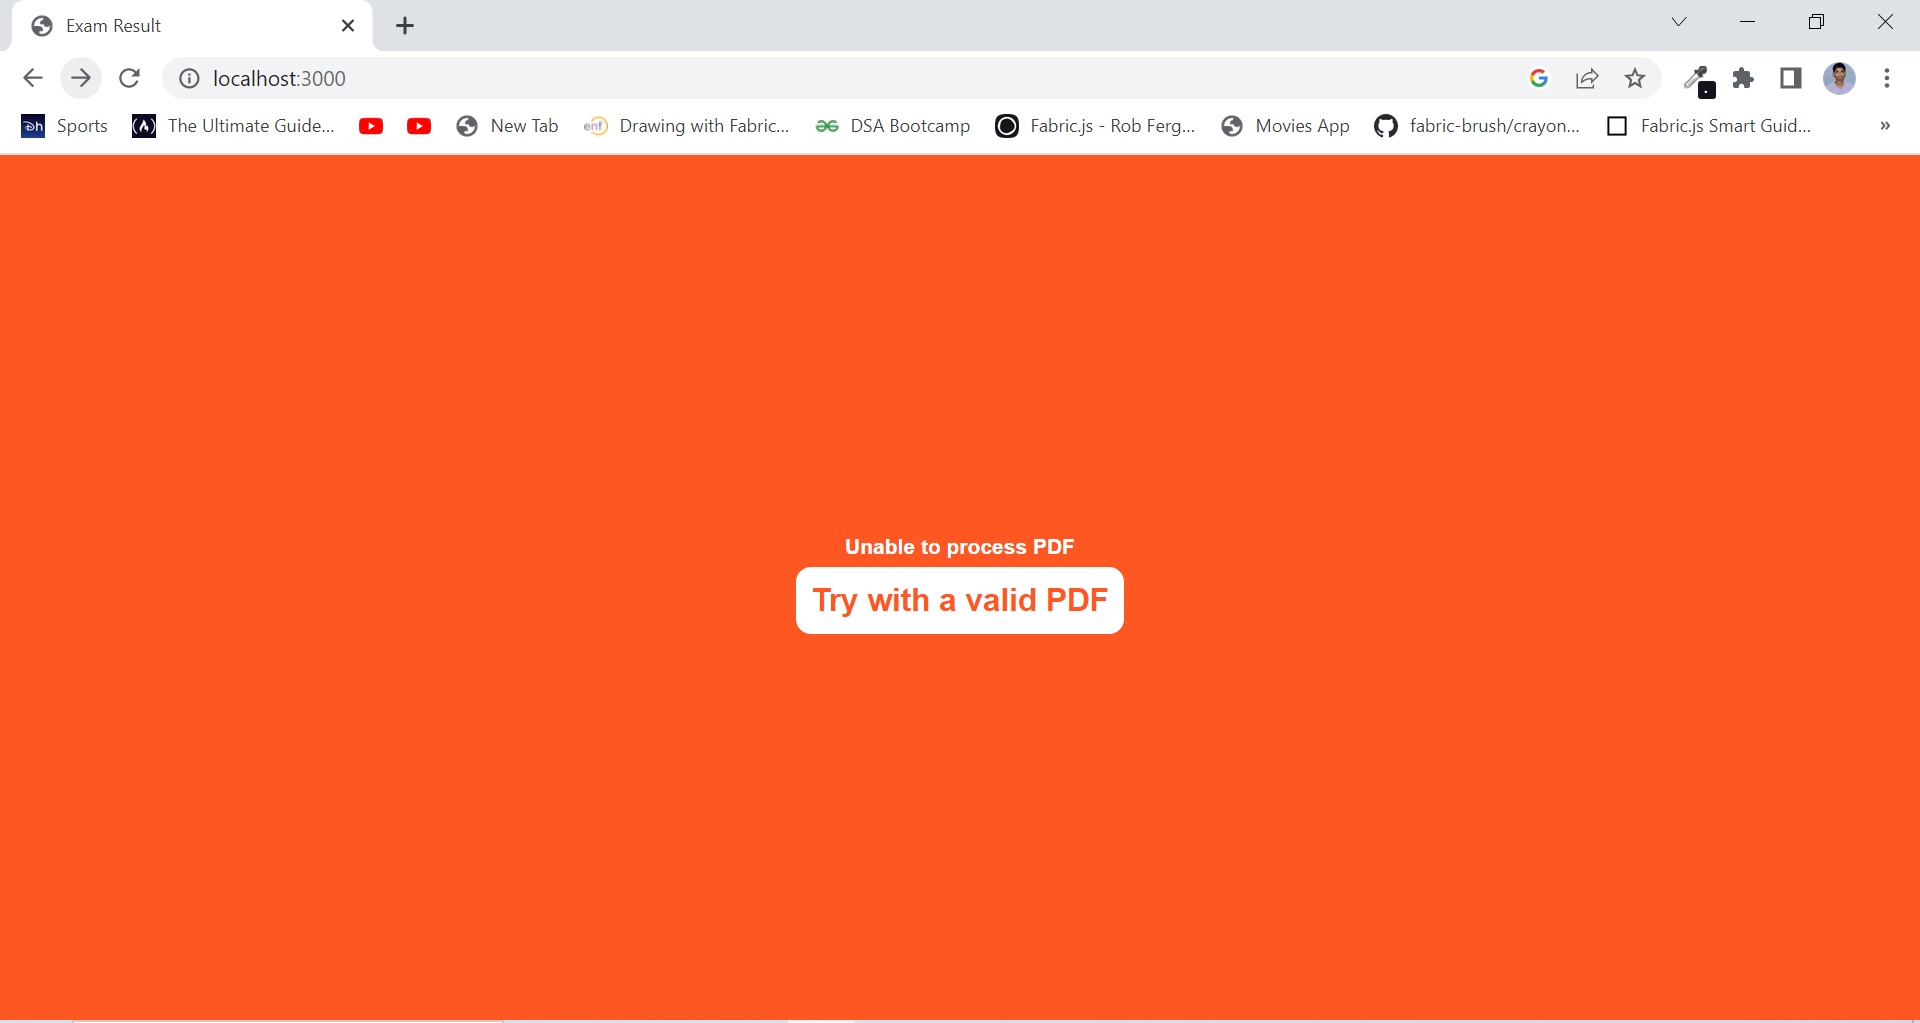 Exam Result
localhost:3000
Sports The Ultimate Guide... New Tab enf Drawing with Fabric... DSA Bootcamp Fabric.js - Rob Ferg... Movies App fabric-brush/crayon... Fabric.js Smart Guid... »
Unable to process PDF
Try with a valid PDF